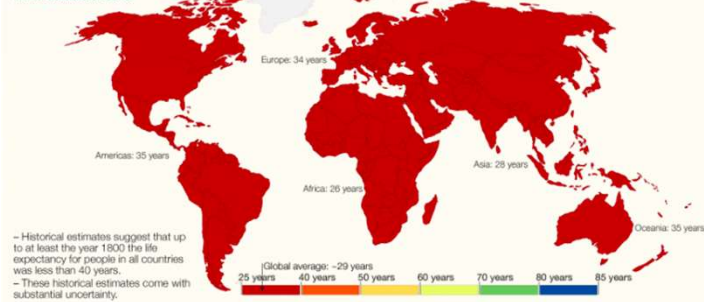 Europe: 34 years
Americas: 35 years
Asia: 28 years
Africa: 26 years
Oceania: 35 years
– Historical estimates suggest that up
to at least the year 1800 the life
expectancy for people in all countries
was less than 40 years.
– These historical estimates come with
substantial uncertainty.
Global average: ~29 years
25 years 40 years 50 years 60 years 70 years 80 years 85 years